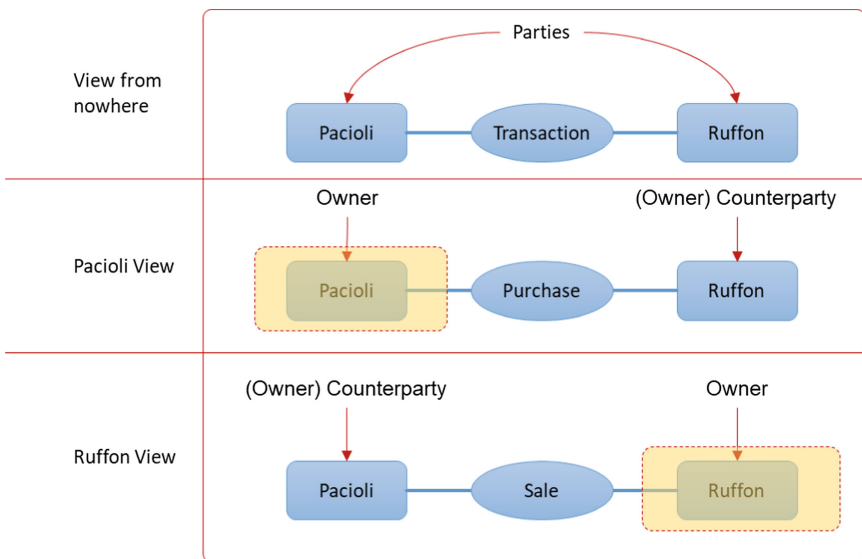 Parties
View from
nowhere
Pacioli
Transaction
Ruffon
Owner
(Owner) Counterparty
Pacioli View
Pacioli
Purchase
Ruffon
(Owner) Counterparty
Owner
Ruffon View
Pacioli
Sale
Ruffon